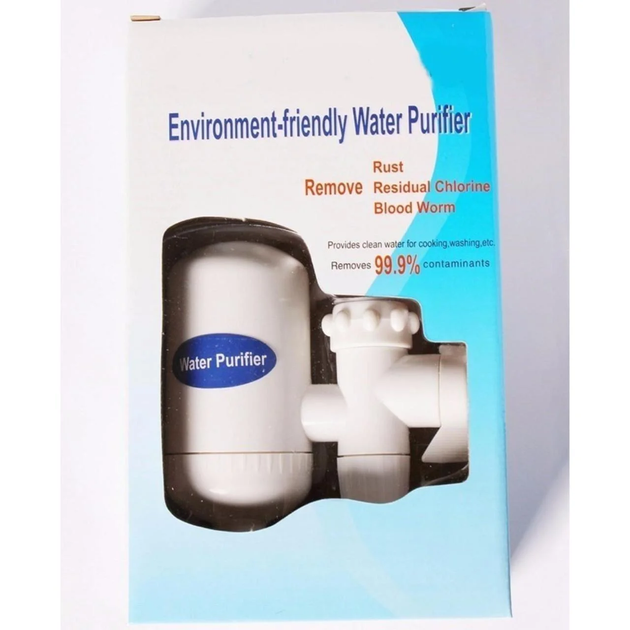 Environment-friendly Water Purifier
Rust
Remove Residual Chlorine
Blood Worm
Provides clean water for cooking,washing,etc.
Removes 99.9% contaminants
Water Purifier